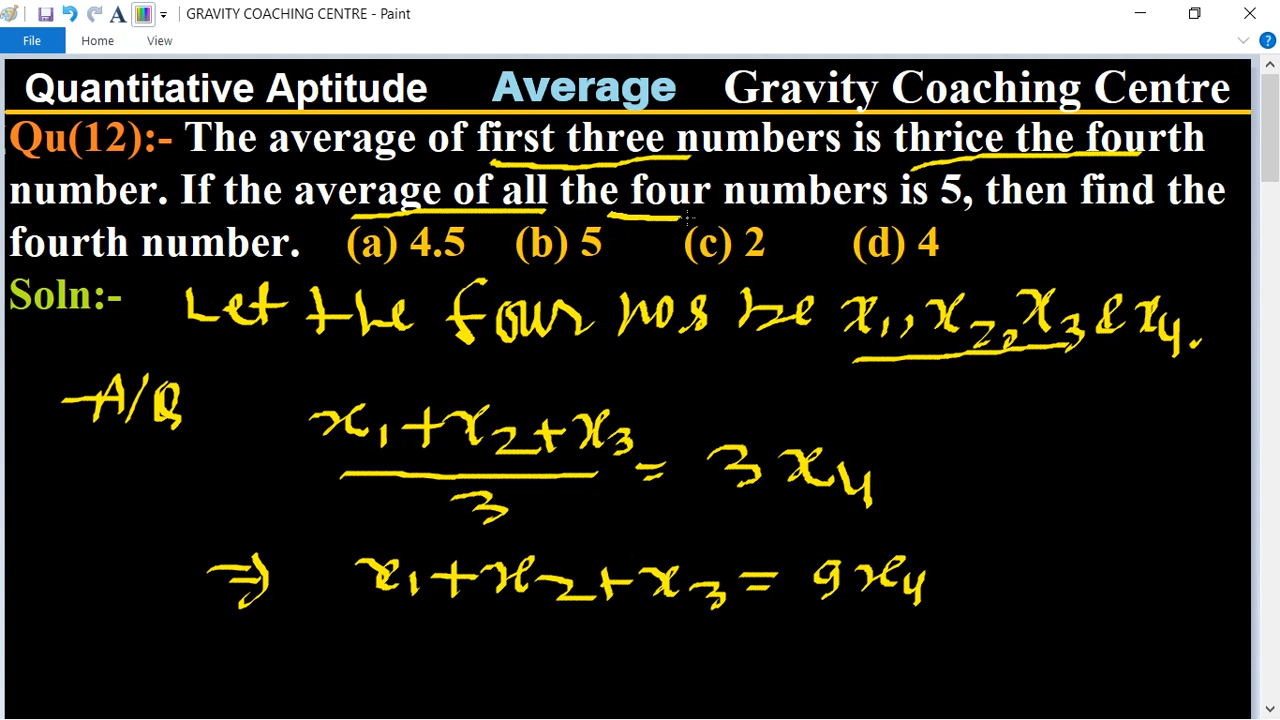 GRAVITY COACHING CENTRE - Paint
File Home View
Quantitative Aptitude Average Gravity Coaching Centre
Qu(12):- The average of first three numbers is thrice the fourth
number. If the average of all the four numbers is 5, then find the
fourth number. (a) 4.5 (b) 5 (c) 2 (d) 4
Soln:- Let the four nos be x₁, x₂, x₃ & x₄.
A/Q
x₁+x₂+x₃
= 3x₄
3
⇒ x₁+x₂+x₃ = 9x₄